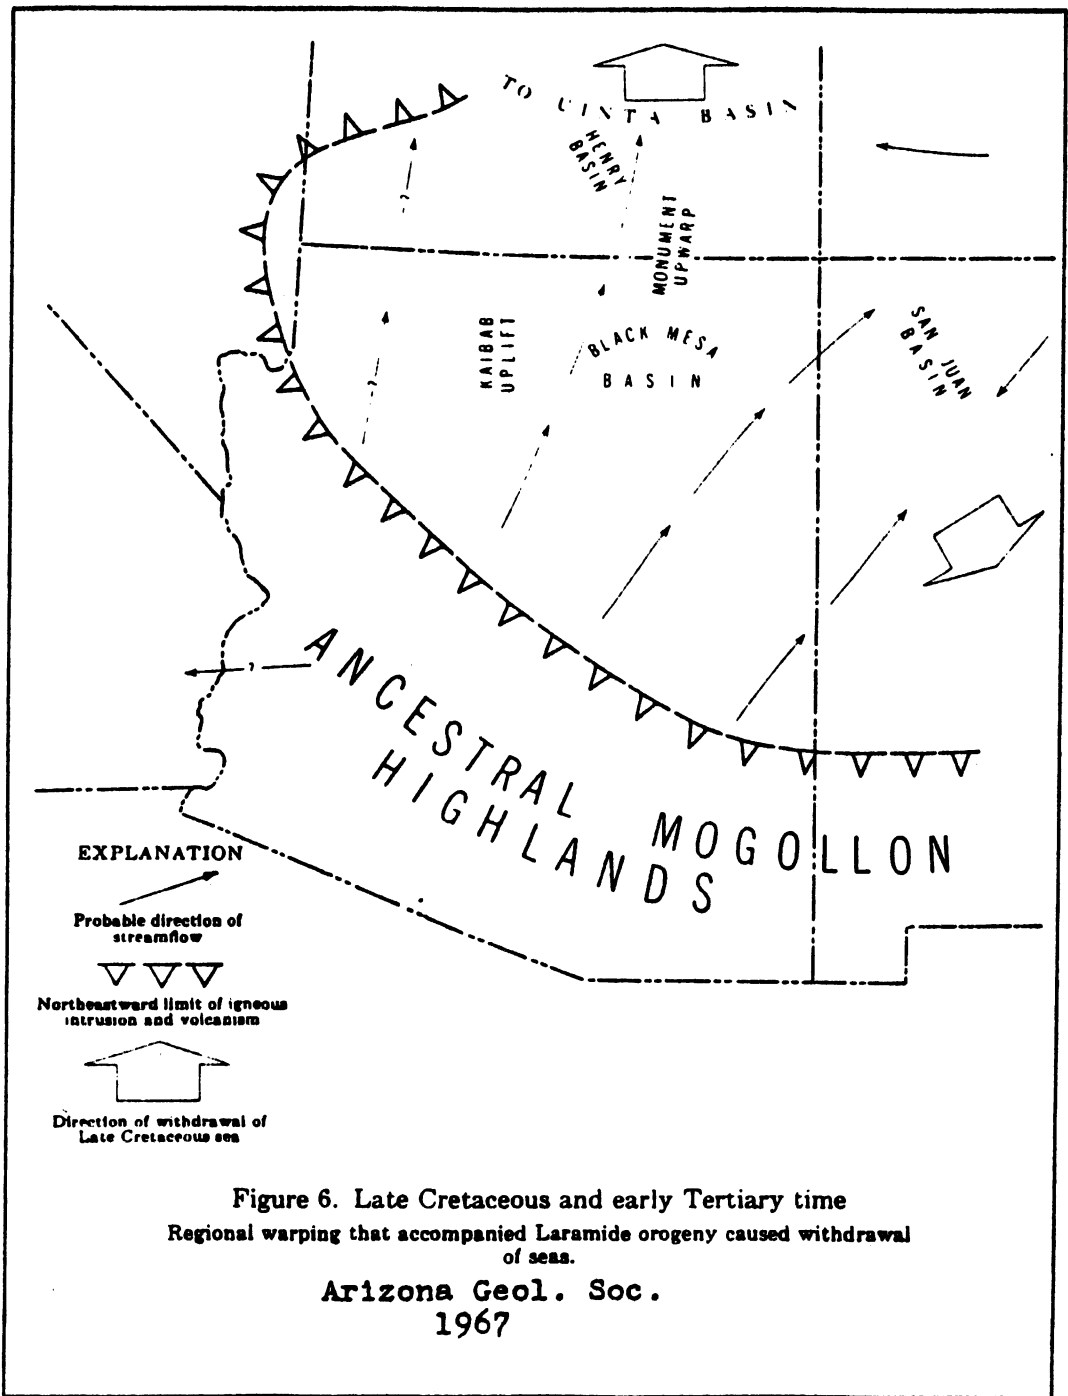 TO UINTA BASIN
HENRY
BASIN
MONUMENT
UPWARP
?
KAIBAB
UPLIFT
BLACK MESA
BASIN
SAN JUAN
BASIN
?
?
ANCESTRAL MOGOLLON
HIGHLANDS
EXPLANATION
Probable direction of
streamflow
Northeastward limit of igneous
intrusion and volcanism
Direction of withdrawal of
Late Cretaceous sea
Figure 6. Late Cretaceous and early Tertiary time
Regional warping that accompanied Laramide orogeny caused withdrawal
of seas.
Arizona Geol. Soc.
1967